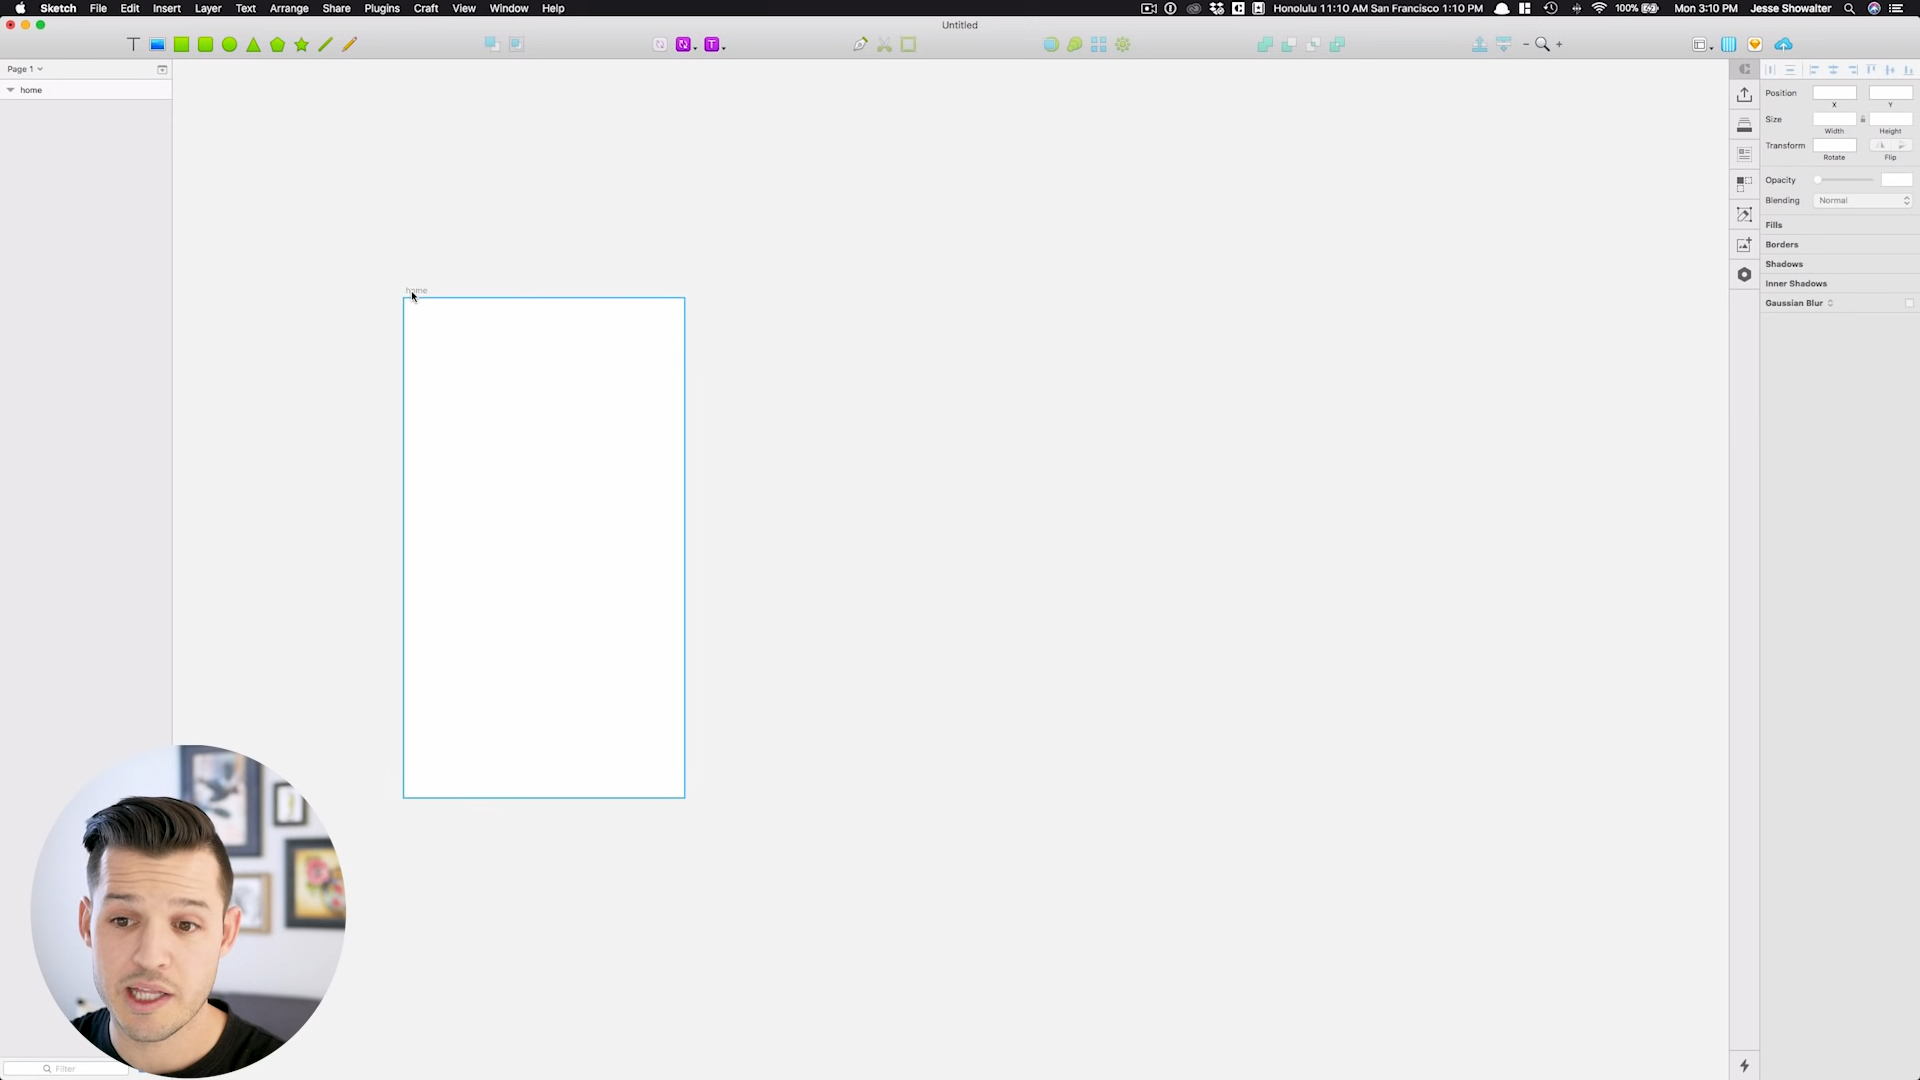 Sketch File Edit Insert Layer Text Arrange Share Plugins Craft View Window Help
Honolulu 11:10 AM San Francisco 1:10 PM 100% Mon 3:10 PM Jesse Showalter
Untitled
Page 1
home
home
Position
X Y
Size
Width Height
Transform
Rotate Flip
Opacity
Blending Normal
Fills
Borders
Shadows
Inner Shadows
Gaussian Blur
Filter